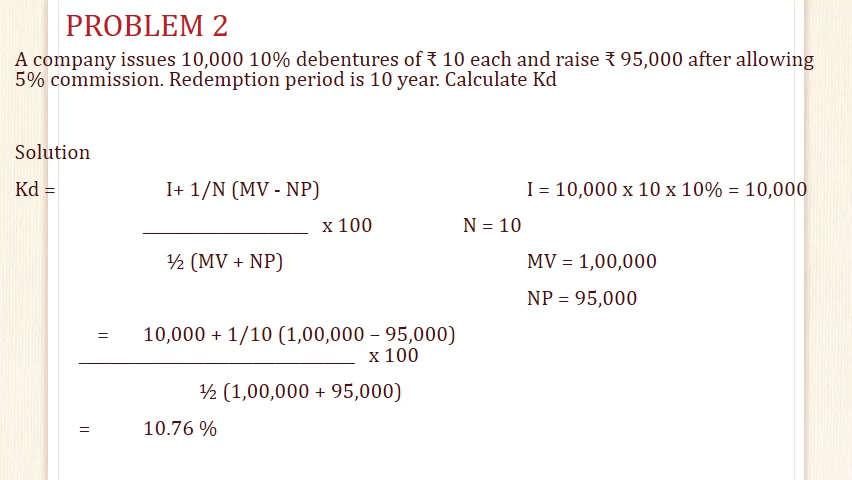 PROBLEM 2
A company issues 10,000 10% debentures of ₹ 10 each and raise ₹ 95,000 after allowing
5% commission. Redemption period is 10 year. Calculate Kd
Solution
Kd = I+ 1/N (MV - NP) I = 10,000 x 10 x 10% = 10,000
____________________ x 100 N = 10
½ (MV + NP) MV = 1,00,000
NP = 95,000
= 10,000 + 1/10 (1,00,000 – 95,000)
_________________________________ x 100
½ (1,00,000 + 95,000)
= 10.76 %